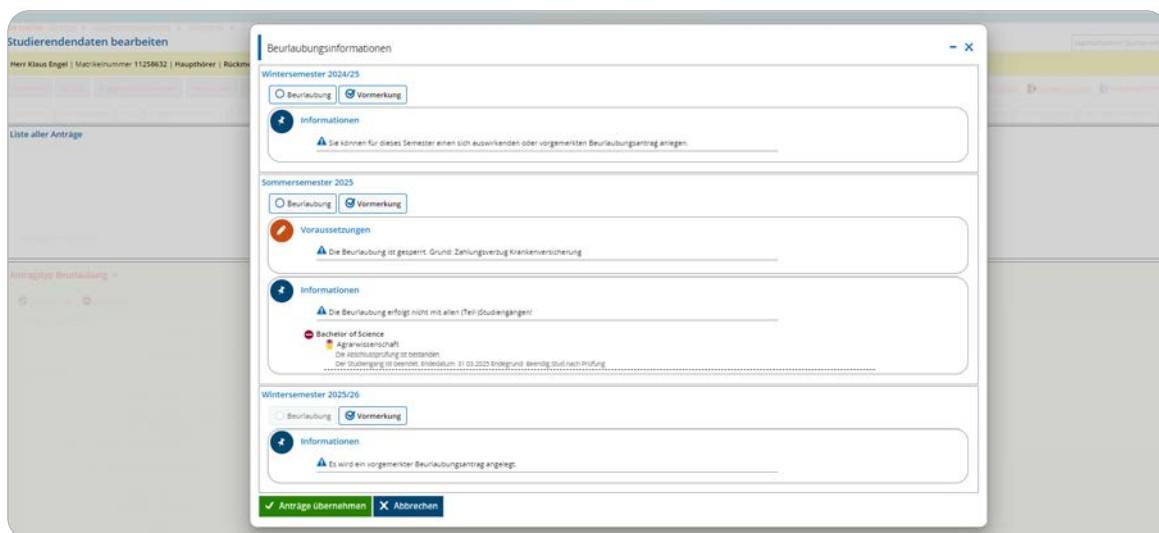 Studierendendaten bearbeiten
Herr Klaus Engel | Matrikelnummer 11258632 | Haupthörer | Rückm
Liste aller Anträge
Antragstyp Beurlaubung
Beurlaubungsinformationen
Wintersemester 2024/25
Beurlaubung Vormerkung
Informationen
Sie können für dieses Semester einen sich auswirkenden oder vorgemerkten Beurlaubungsantrag anlegen.
Sommersemester 2025
Beurlaubung Vormerkung
Voraussetzungen
Die Beurlaubung ist gesperrt. Grund: Zahlungsverzug Krankenversicherung
Informationen
Die Beurlaubung erfolgt nicht mit allen (Teil-)Studiengängen!
Bachelor of Science
Agrarwissenschaft
Die Abschlussprüfung ist bestanden.
Der Studiengang ist beendet. Endedatum: 31.03.2025 Endegrund: Beendig.Stud.nach Prüfung
Wintersemester 2025/26
Beurlaubung Vormerkung
Informationen
Es wird ein vorgemerkter Beurlaubungsantrag angelegt.
Anträge übernehmen Abbrechen